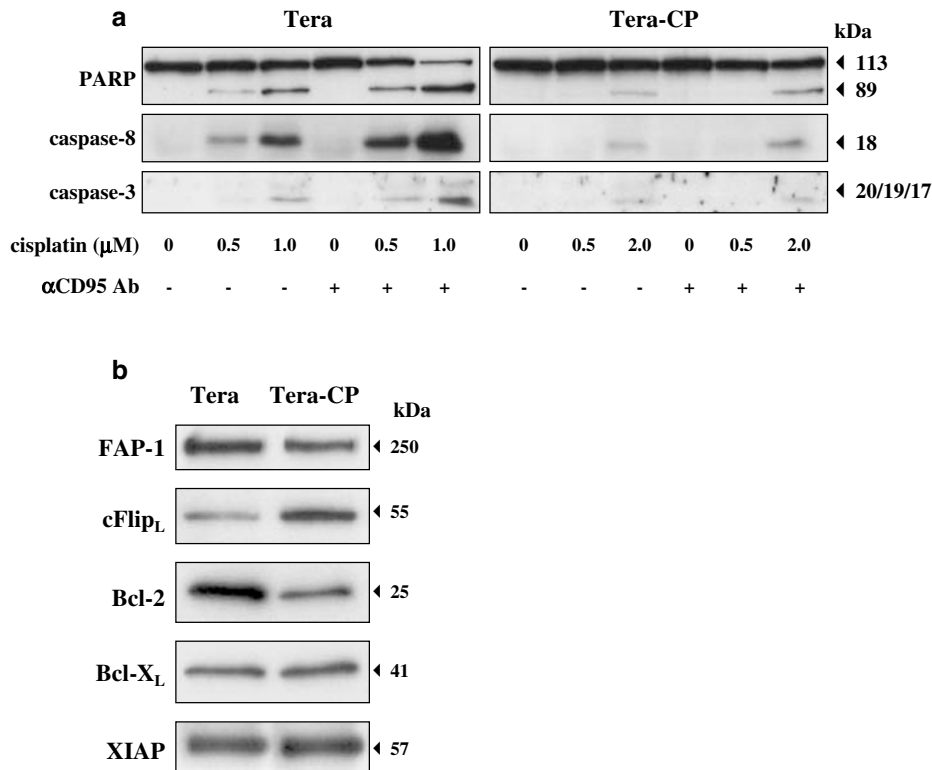 a
Tera Tera-CP
kDa
PARP
113
89
caspase-8
18
caspase-3
20/19/17
cisplatin (μM) 0 0.5 1.0 0 0.5 1.0 0 0.5 2.0 0 0.5 2.0
αCD95 Ab - - - + + + - - - + + +
b
Tera Tera-CP
kDa
FAP-1 250
cFlipL 55
Bcl-2 25
Bcl-XL 41
XIAP 57